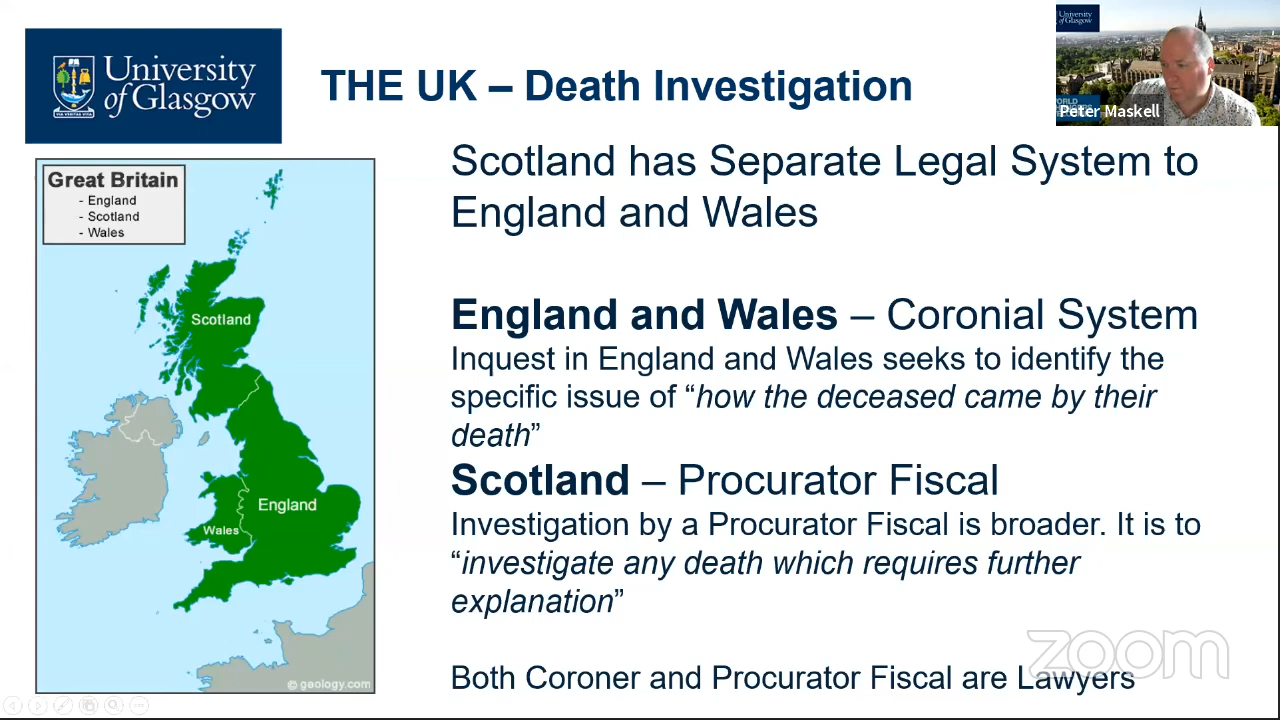 University
of Glasgow
VIA VERITAS VITA
THE UK – Death Investigation
University
of Glasgow
WORLD
Peter Maskell
Great Britain
- England
- Scotland
- Wales
Scotland
England
Wales
© geology.com
Scotland has Separate Legal System to
England and Wales
England and Wales – Coronial System
Inquest in England and Wales seeks to identify the
specific issue of “how the deceased came by their
death”
Scotland – Procurator Fiscal
Investigation by a Procurator Fiscal is broader. It is to
“investigate any death which requires further
explanation”
Both Coroner and Procurator Fiscal are Lawyers
zoom